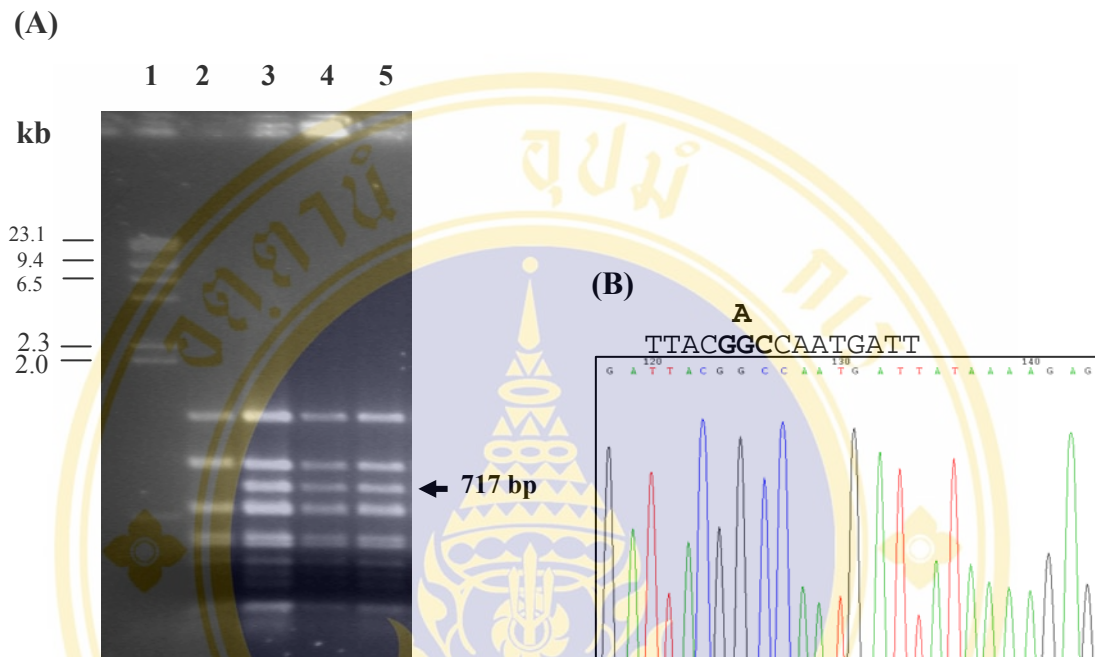 (A)
1 2 3 4 5
kb
23.1
9.4
6.5
2.3
2.0
717 bp
(B)
A
TTACGGCCAATGATT
120 130 140
G A T T A C G G C C A A T G A T T A T A A A A G A G